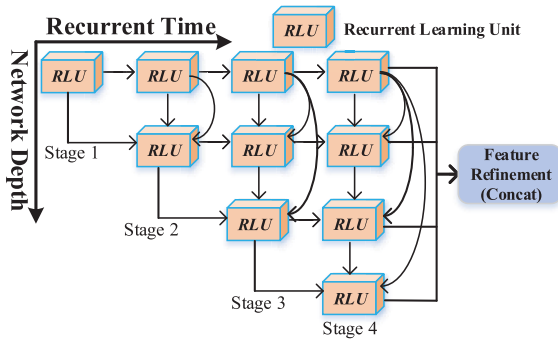 Recurrent Time
RLU
Recurrent Learning Unit
Network Depth
RLU
RLU
RLU
RLU
RLU
RLU
RLU
Stage 1
Feature
Refinement
(Concat)
RLU
RLU
Stage 2
RLU
Stage 3
Stage 4